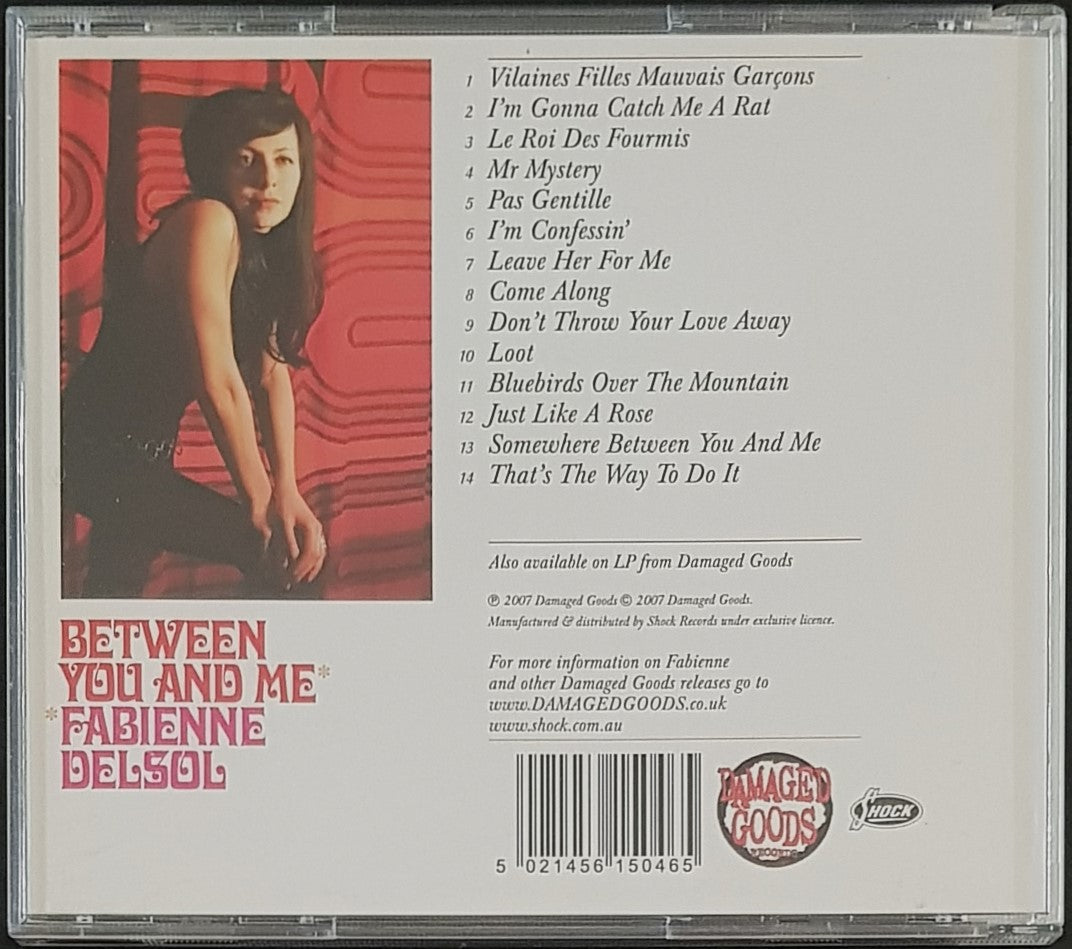 1 Vilaines Filles Mauvais Garçons
2 I'm Gonna Catch Me A Rat
3 Le Roi Des Fourmis
4 Mr Mystery
5 Pas Gentille
6 I'm Confessin'
7 Leave Her For Me
8 Come Along
9 Don't Throw Your Love Away
10 Loot
11 Bluebirds Over The Mountain
12 Just Like A Rose
13 Somewhere Between You And Me
14 That's The Way To Do It
Also available on LP from Damaged Goods
℗ 2007 Damaged Goods © 2007 Damaged Goods.
Manufactured & distributed by Shock Records under exclusive licence.
For more information on Fabienne
and other Damaged Goods releases go to
www.DAMAGEDGOODS.co.uk
www.shock.com.au
BETWEEN
YOU AND ME*
*FABIENNE
DELSOL
5 021456 150465
DAMAGED
GOODS
RECORDS
SHOCK